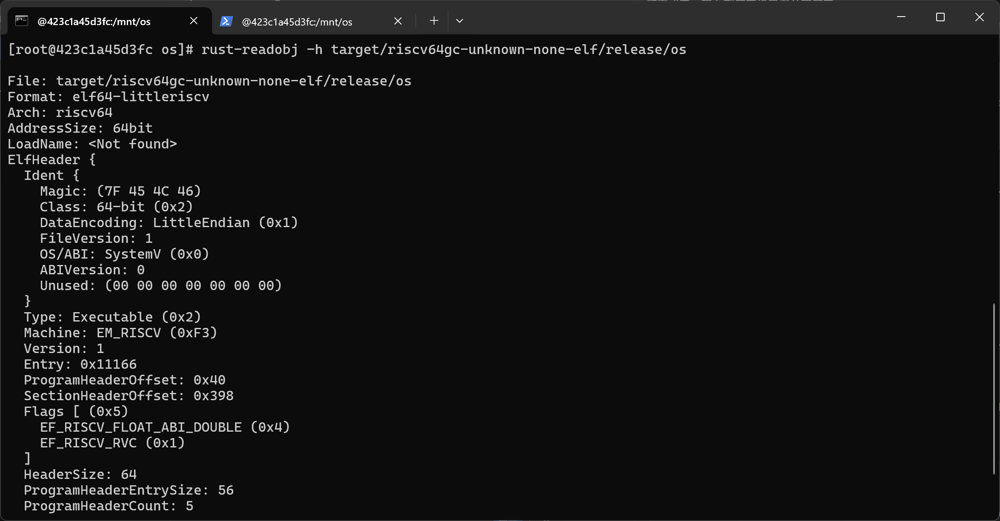 @423c1a45d3fc:/mnt/os
@423c1a45d3fc:/mnt/os
[root@423c1a45d3fc os]# rust-readobj -h target/riscv64gc-unknown-none-elf/release/os
File: target/riscv64gc-unknown-none-elf/release/os
Format: elf64-littleriscv
Arch: riscv64
AddressSize: 64bit
LoadName: <Not found>
ElfHeader {
  Ident {
    Magic: (7F 45 4C 46)
    Class: 64-bit (0x2)
    DataEncoding: LittleEndian (0x1)
    FileVersion: 1
    OS/ABI: SystemV (0x0)
    ABIVersion: 0
    Unused: (00 00 00 00 00 00 00)
  }
  Type: Executable (0x2)
  Machine: EM_RISCV (0xF3)
  Version: 1
  Entry: 0x11166
  ProgramHeaderOffset: 0x40
  SectionHeaderOffset: 0x398
  Flags [ (0x5)
    EF_RISCV_FLOAT_ABI_DOUBLE (0x4)
    EF_RISCV_RVC (0x1)
  ]
  HeaderSize: 64
  ProgramHeaderEntrySize: 56
  ProgramHeaderCount: 5